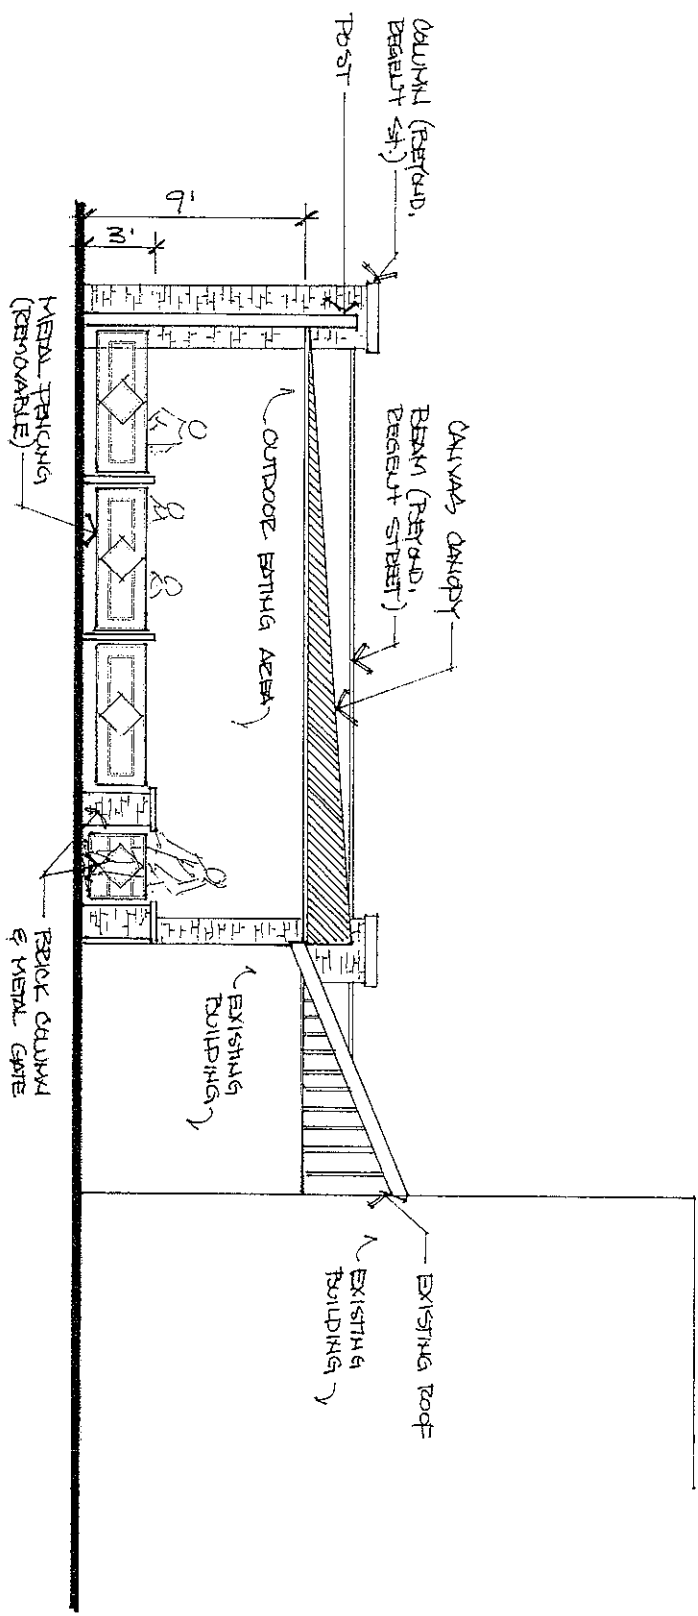 COLUMN (BEYOND,
REGENT ST.)
POST
CANVAS CANOPY
BEAM (BEYOND,
REGENT STREET)
9'
3'
OUTDOOR EATING AREA
METAL FENCING
(REMOVABLE)
BRICK COLUMN
& METAL GATE
EXISTING
BUILDING
EXISTING ROOF
EXISTING
BUILDING